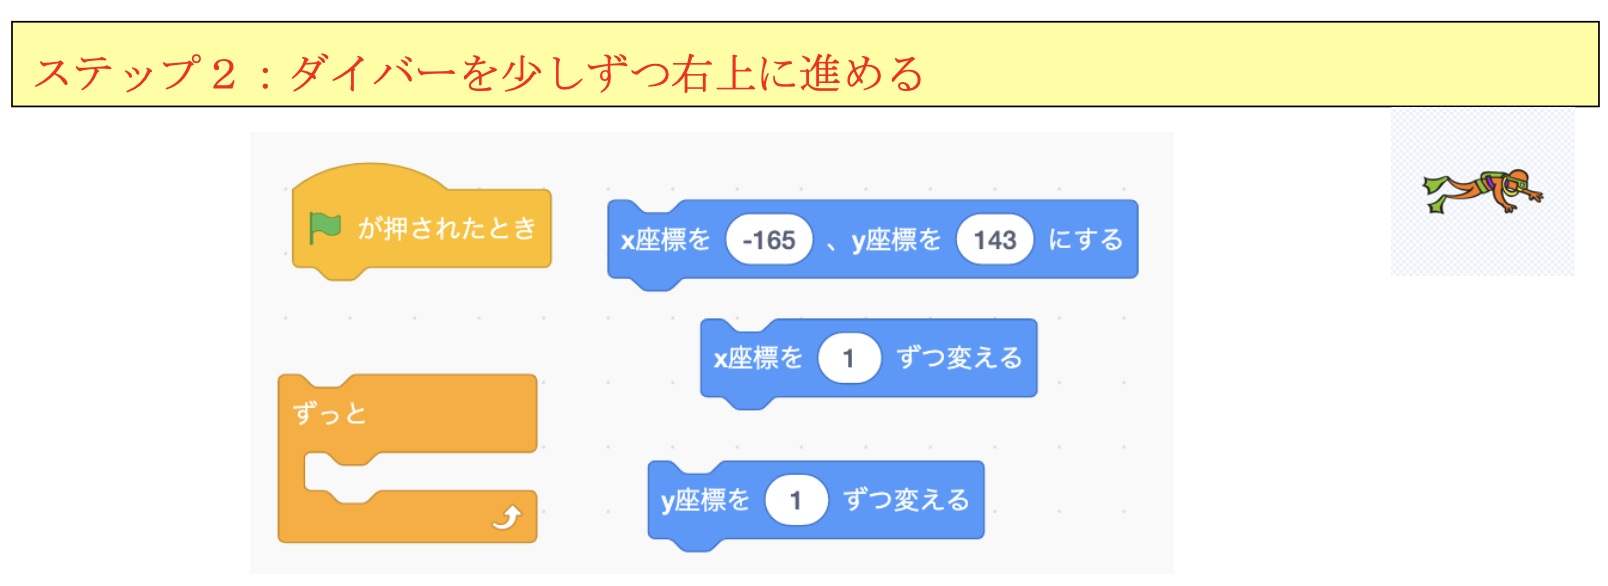 ステップ２：ダイバーを少しずつ右上に進める
が押されたとき
x座標を -165 、y座標を 143 にする
x座標を 1 ずつ変える
ずっと
y座標を 1 ずつ変える